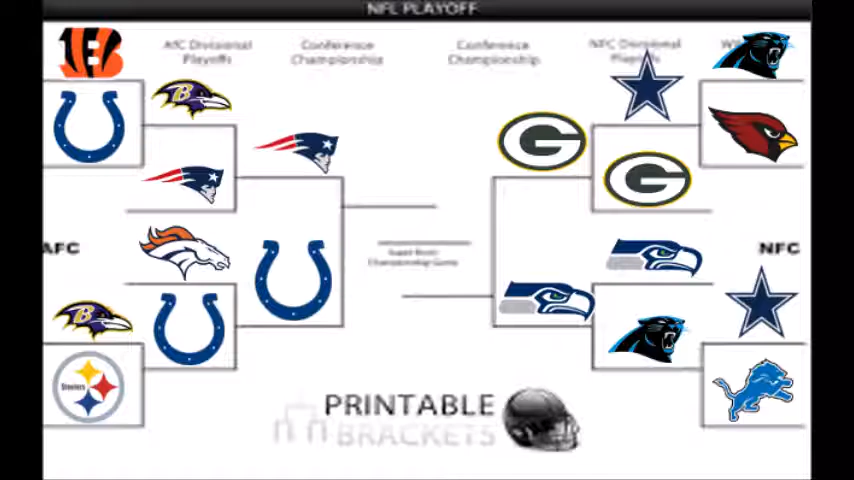 NFL PLAYOFF
AFC Divisional
Playoffs
Conference
Championship
Conference
Championship
NFC Divisional
AFC
NFC
Super Bowl
Championship Game
Steelers
PRINTABLE
BRACKETS